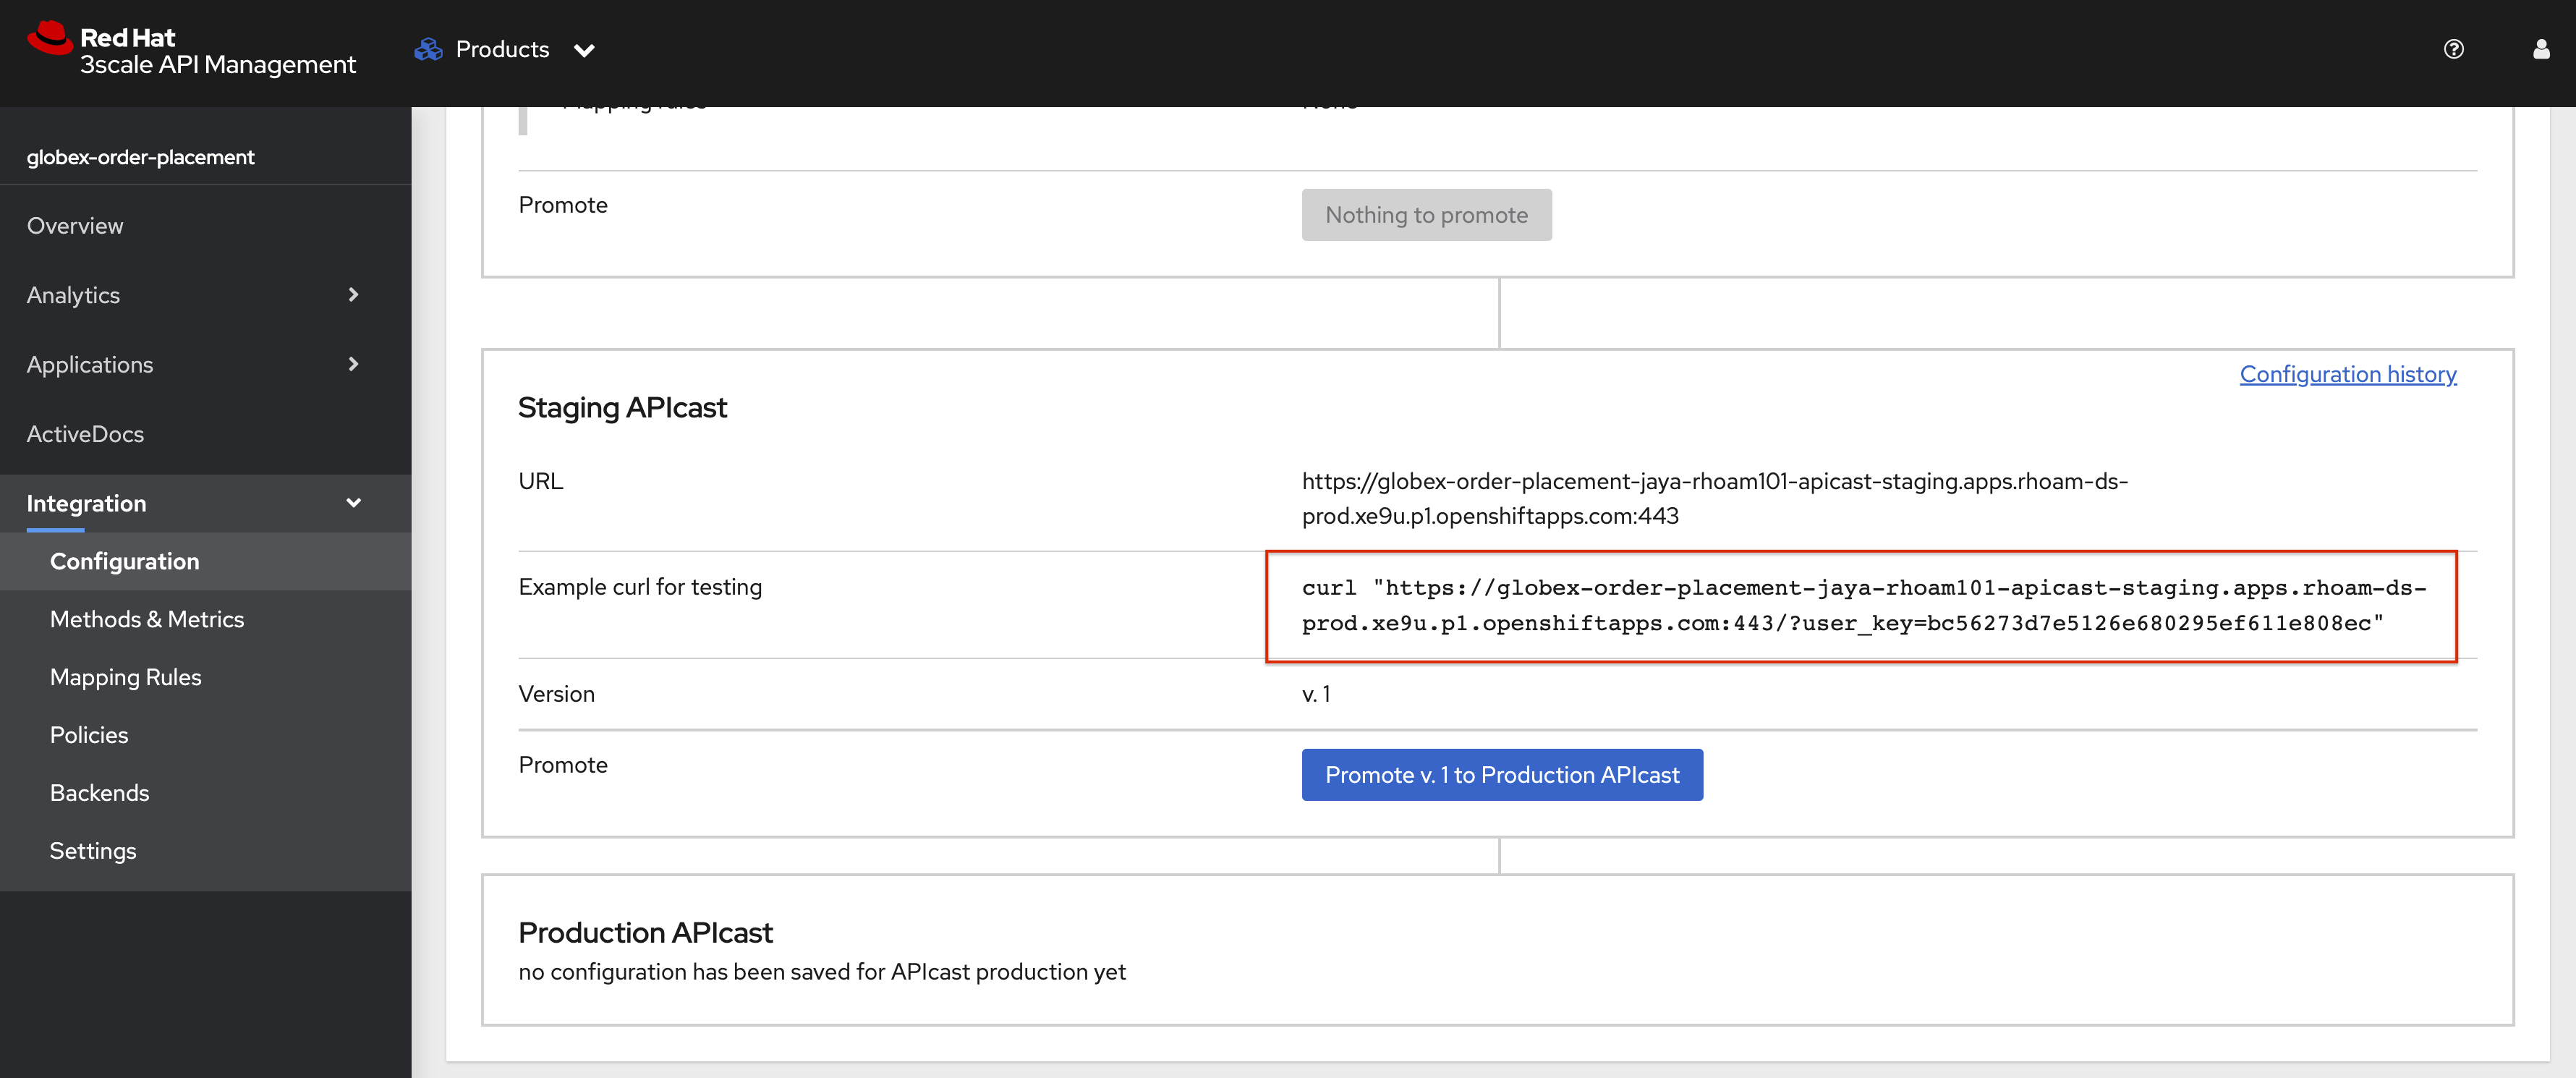 Red Hat
3scale API Management
Products
globex-order-placement
Overview
Analytics
Applications
ActiveDocs
Integration
Configuration
Methods & Metrics
Mapping Rules
Policies
Backends
Settings
Promote
Nothing to promote
Configuration history
Staging APIcast
URL
https://globex-order-placement-jaya-rhoam101-apicast-staging.apps.rhoam-ds-
prod.xe9u.p1.openshiftapps.com:443
Example curl for testing
curl "https://globex-order-placement-jaya-rhoam101-apicast-staging.apps.rhoam-ds-
prod.xe9u.p1.openshiftapps.com:443/?user_key=bc56273d7e5126e680295ef611e808ec"
Version
v. 1
Promote
Promote v. 1 to Production APIcast
Production APIcast
no configuration has been saved for APIcast production yet